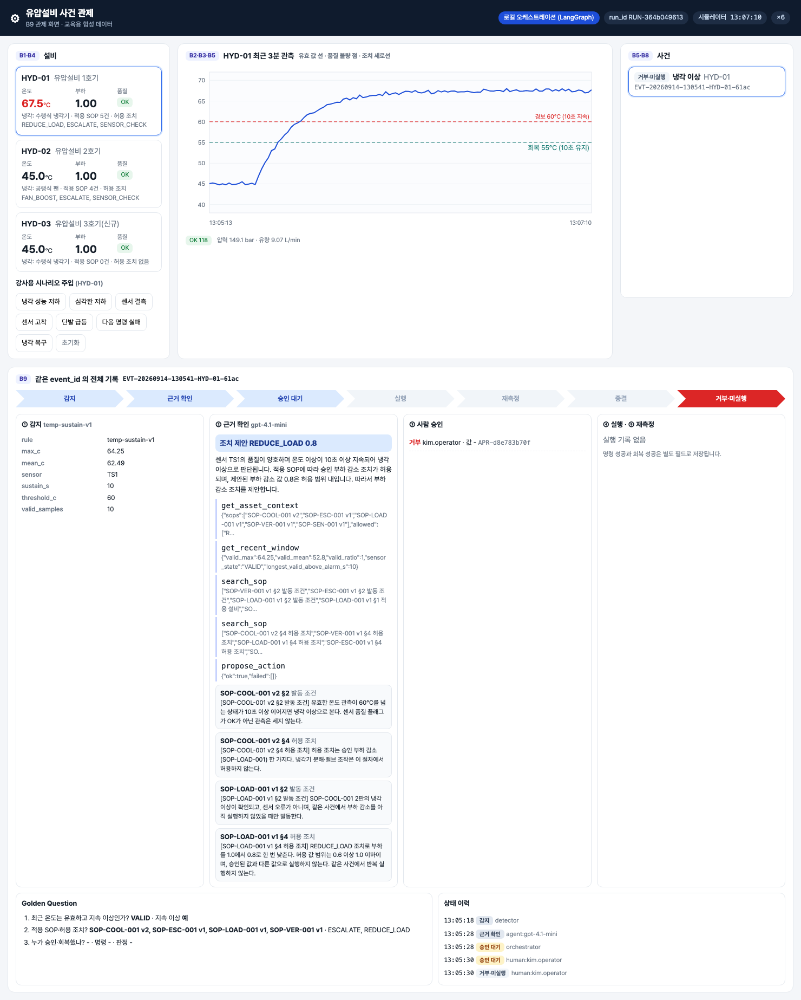 유압설비 사건 관제
B9 관제 화면 · 교육용 합성 데이터
로컬 오케스트레이션 (LangGraph)
run_id RUN-364b049613
시뮬레이터 13:07:10
×6
B1·B4 설비
HYD-01 유압설비 1호기
온도 부하 품질
67.5°C 1.00 OK
냉각: 수랭식 냉각기 · 적용 SOP 5건 · 허용 조치
REDUCE_LOAD, ESCALATE, SENSOR_CHECK
HYD-02 유압설비 2호기
온도 부하 품질
45.0°C 1.00 OK
냉각: 공랭식 팬 · 적용 SOP 4건 · 허용 조치
FAN_BOOST, ESCALATE, SENSOR_CHECK
HYD-03 유압설비 3호기(신규)
온도 부하 품질
45.0°C 1.00 OK
냉각: 수랭식 냉각기 · 적용 SOP 0건 · 허용 조치 없음
강사용 시나리오 주입 (HYD-01)
냉각 성능 저하 심각한 저하 센서 결측
센서 고착 단발 급등 다음 명령 실패
냉각 복구 초기화
B2·B3·B5 HYD-01 최근 3분 관측 유효 값 선 · 품질 불량 점 · 조치 세로선
70
65
경보 60°C (10초 지속)
60
55
회복 55°C (10초 유지)
50
45
40
13:05:13 13:07:10
OK 118 압력 149.1 bar · 유량 9.07 L/min
B5·B8 사건
거부·미실행 냉각 이상 HYD-01
EVT-20260914-130541-HYD-01-61ac
B9 같은 event_id 의 전체 기록 EVT-20260914-130541-HYD-01-61ac
감지 근거 확인 승인 대기 실행 재측정 종결 거부·미실행
① 감지 temp-sustain-v1
rule temp-sustain-v1
max_c 64.25
mean_c 62.49
sensor TS1
sustain_s 10
threshold_c 60
valid_samples 10
② 근거 확인 gpt-4.1-mini
조치 제안 REDUCE_LOAD 0.8
센서 TS1의 품질이 양호하며 온도 이상이 10초 이상 지속되어 냉각
이상으로 판단됩니다. 적용 SOP에 따라 승인 부하 감소 조치가 허용
되며, 제안된 부하 감소 값 0.8은 허용 범위 내입니다. 따라서 부하
감소 조치를 제안합니다.
get_asset_context
{"sops":["SOP-COOL-001 v2","SOP-ESC-001 v1","SOP-LOAD
-001 v1","SOP-VER-001 v1","SOP-SEN-001 v1"],"allowed":
["R...
get_recent_window
{"valid_max":64.25,"valid_mean":52.8,"valid_ratio":1,"sensor
_state":"VALID","longest_valid_above_alarm_s":10}
search_sop
["SOP-VER-001 v1 §2 발동 조건","SOP-ESC-001 v1 §2 발동 조
건","SOP-LOAD-001 v1 §2 발동 조건","SOP-LOAD-001 v1 §1 적
용 설비","SO...
search_sop
["SOP-COOL-001 v2 §4 허용 조치","SOP-VER-001 v1 §4 허용
조치","SOP-LOAD-001 v1 §4 허용 조치","SOP-ESC-001 v1 §4
허용 조치","SO...
propose_action
{"ok":true,"failed":[]}
SOP-COOL-001 v2 §2 발동 조건
[SOP-COOL-001 v2 §2 발동 조건] 유효한 온도 관측이 60°C를 넘
는 상태가 10초 이상 이어지면 냉각 이상으로 본다. 센서 품질 플래그
가 OK가 아닌 관측은 세지 않는다.
SOP-COOL-001 v2 §4 허용 조치
[SOP-COOL-001 v2 §4 허용 조치] 허용 조치는 승인 부하 감소
(SOP-LOAD-001) 한 가지다. 냉각기 분해·밸브 조작은 이 절차에서
허용하지 않는다.
SOP-LOAD-001 v1 §2 발동 조건
[SOP-LOAD-001 v1 §2 발동 조건] SOP-COOL-001 2판의 냉각
이상이 확인되고, 센서 오류가 아니며, 같은 사건에서 부하 감소를 아
직 실행하지 않았을 때만 발동한다.
SOP-LOAD-001 v1 §4 허용 조치
[SOP-LOAD-001 v1 §4 허용 조치] REDUCE_LOAD 조치로 부하
를 1.0에서 0.8로 한 번 낮춘다. 허용 값 범위는 0.6 이상 1.0 이하이
며, 승인된 값과 다른 값으로 실행하지 않는다. 같은 사건에서 반복 실
행하지 않는다.
③ 사람 승인
거부 kim.operator · 값 - APR-d8e783b70f
④ 실행 · ⑤ 재측정
실행 기록 없음
명령 성공과 회복 성공은 별도 필드로 저장됩니다.
Golden Question
1. 최근 온도는 유효하고 지속 이상인가? VALID · 지속 이상 예
2. 적용 SOP·허용 조치? SOP-COOL-001 v2, SOP-ESC-001 v1, SOP-LOAD-001 v1, SOP-VER-001 v1 · ESCALATE, REDUCE_LOAD
3. 누가 승인·회복했나? - · 명령 - · 판정 -
상태 이력
13:05:18 감지 detector
13:05:28 근거 확인 agent:gpt-4.1-mini
13:05:28 승인 대기 orchestrator
13:05:30 승인 대기 human:kim.operator
13:05:30 거부·미실행 human:kim.operator